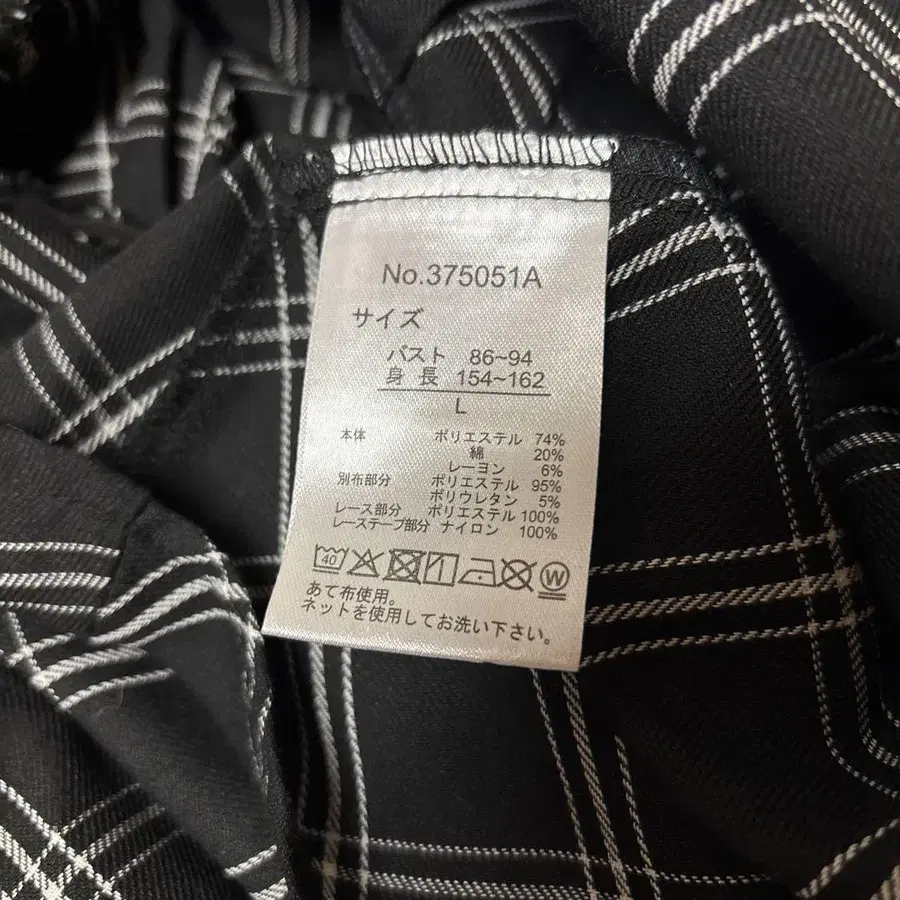 No.375051A
サイズ
バスト 86~94
身長 154~162
L
本体 ポリエステル 74%
綿 20%
レーヨン 6%
別布部分 ポリエステル 95%
ポリウレタン 5%
レース部分 ポリエステル 100%
レーステープ部分 ナイロン 100%
40 W
あて布使用。
ネットを使用してお洗い下さい。